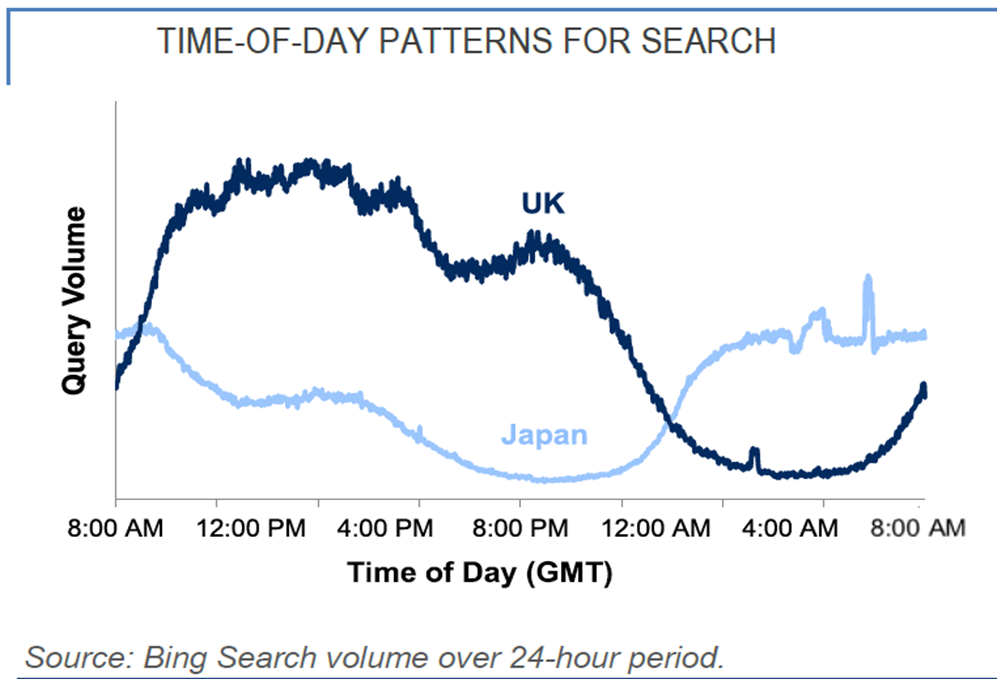 TIME-OF-DAY PATTERNS FOR SEARCH
Query Volume
UK
Japan
8:00 AM 12:00 PM 4:00 PM 8:00 PM 12:00 AM 4:00 AM 8:00 AM
Time of Day (GMT)
Source: Bing Search volume over 24-hour period.